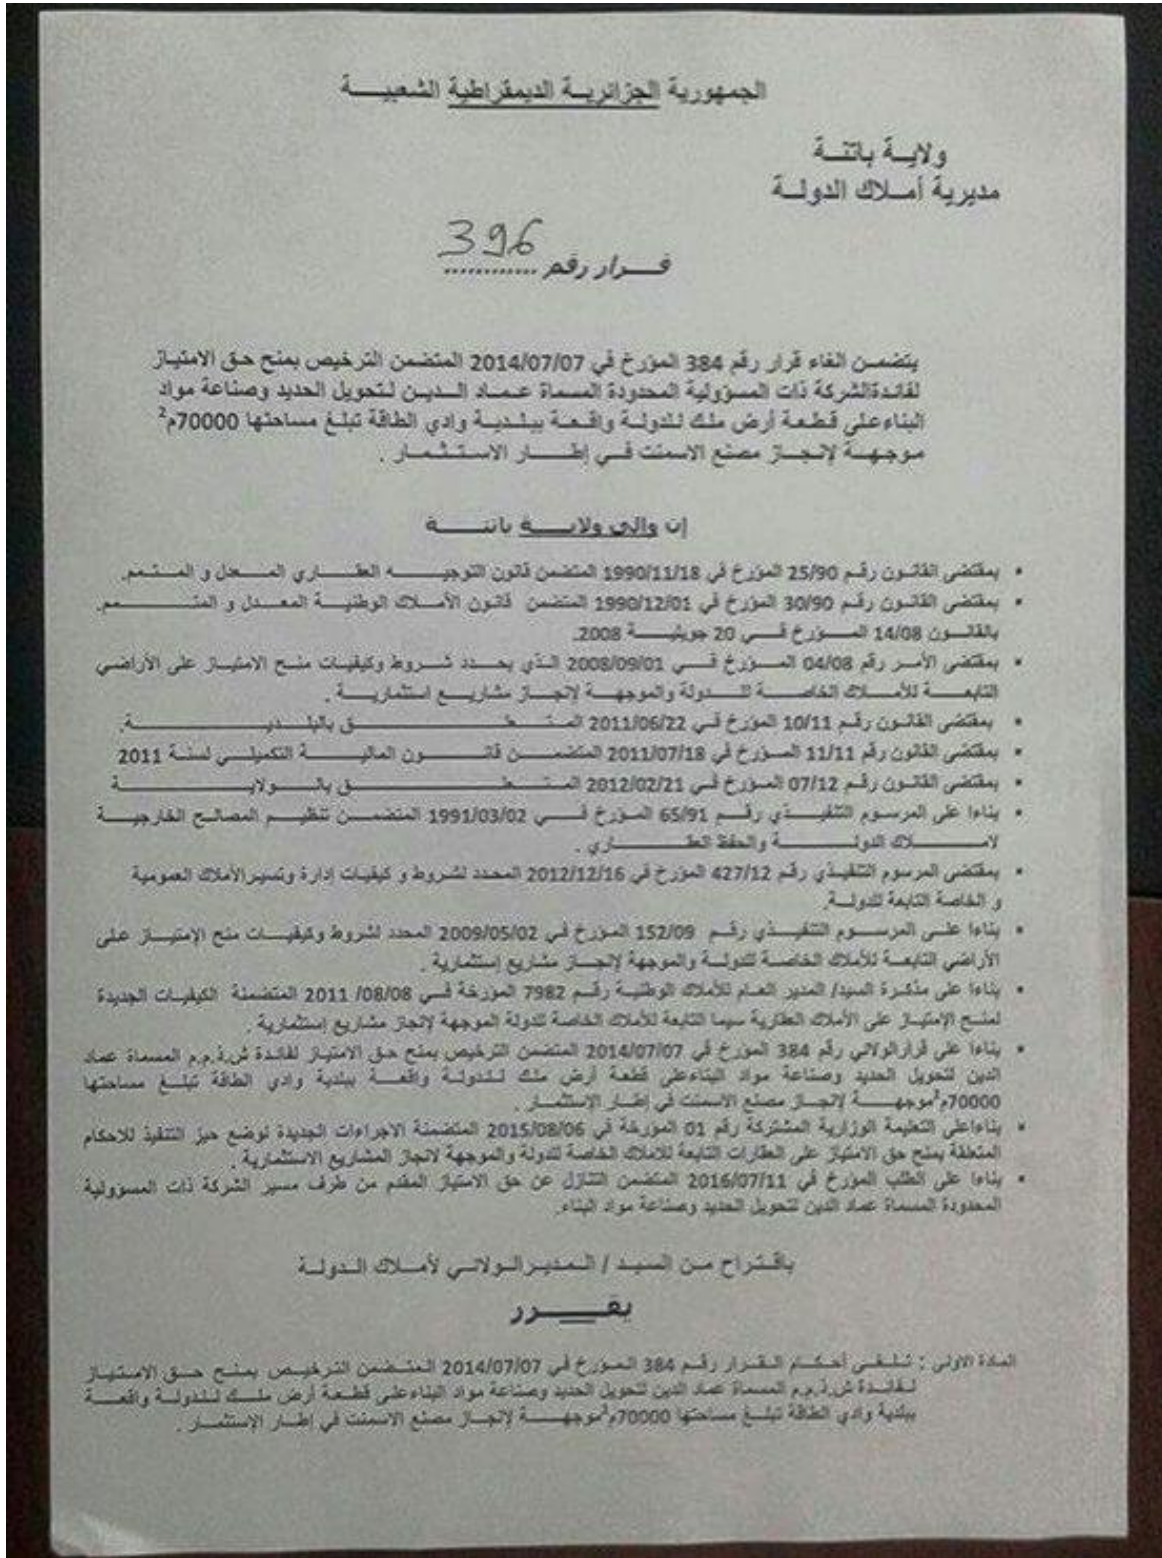 الجمهورية الجزائرية الديمقراطية الشعبية
ولاية باتنة
مديرية أملاك الدولة
قرار رقم 396
يتضمن الغاء قرار رقم 384 المؤرخ في 2014/07/07 المتضمن الترخيص بمنح حق الامتياز
لفائدةالشركة ذات المسؤولية المحدودة المسماة عماد الدين لتحويل الحديد وصناعة مواد
البناءعلى قطعة أرض ملك للدولة واقعة ببلدية وادي الطاقة تبلغ مساحتها 70000م2
موجهة لإنجاز مصنع الاسمنت في إطار الاستثمار .
إن والي ولاية باتنة
• بمقتضى القانون رقم 25/90 المؤرخ في 1990/11/18 المتضمن قانون التوجيه العقاري المعدل و المتمم.
• بمقتضى القانون رقم 30/90 المؤرخ في 1990/12/01 المتضمن قانون الأملاك الوطنية المعدل و المتمم.
بالقانون 14/08 المؤرخ في 20 جويلية 2008.
• بمقتضى الأمر رقم 04/08 المؤرخ في 2008/09/01 الذي يحدد شروط وكيفيات منح الامتياز على الأراضي
التابعة للأملاك الخاصة للدولة والموجهة لإنجاز مشاريع استثمارية .
• بمقتضى القانون رقم 10/11 المؤرخ في 2011/06/22 المتعلق بالبلدية.
• بمقتضى القانون رقم 11/11 المؤرخ في 2011/07/18 المتضمن قانون المالية التكميلي لسنة 2011
• بمقتضى القانون رقم 07/12 المؤرخ في 2012/02/21 المتعلق بالولاية
• بناءا على المرسوم التنفيذي رقم 65/91 المؤرخ في 1991/03/02 المتضمن تنظيم المصالح الخارجية
لاملاك الدولة والحفظ العقاري .
• بمقتضى المرسوم التنفيذي رقم 427/12 المؤرخ في 2012/12/16 المحدد لشروط و كيفيات إدارة وتسييرالأملاك العمومية
و الخاصة التابعة للدولة.
• بناءا على المرسوم التنفيذي رقم 152/09 المؤرخ في 2009/05/02 المحدد لشروط وكيفيات منح الإمتياز على
الأراضي التابعة للأملاك الخاصة للدولة والموجهة لإنجاز مشاريع إستثمارية .
• بناءا على مذكرة السيد/ المدير العام للأملاك الوطنية رقم 7982 المؤرخة في 08/08/ 2011 المتضمنة الكيفيات الجديدة
لمنح الإمتياز على الأملاك العقارية سيما التابعة للأملاك الخاصة للدولة الموجهة لإنجاز مشاريع إستثمارية .
• بناءا على قرارالولائي رقم 384 المؤرخ في 2014/07/07 المتضمن الترخيص بمنح حق الامتياز لفائدة ش.ذ.م.م المسماة عماد
الدين لتحويل الحديد وصناعة مواد البناءعلى قطعة أرض ملك للدولة واقعة ببلدية وادي الطاقة تبلغ مساحتها
70000م2موجهة لإنجاز مصنع الاسمنت في إطار الإستثمار .
• بناءاعلى التعليمة الوزارية المشتركة رقم 01 المؤرخة في 2015/08/06 المتضمنة الاجراءات الجديدة لوضع حيز التنفيذ للاحكام
المتعلقة بمنح حق الامتياز على العقارات التابعة للاملاك الخاصة للدولة والموجهة لانجاز المشاريع الاستثمارية .
• بناءا على الطلب المؤرخ في 2016/07/11 المتضمن التنازل عن حق الامتياز المقدم من طرف مسير الشركة ذات المسؤولية
المحدودة المسماة عماد الدين لتحويل الحديد وصناعة مواد البناء.
باقتراح من السيد / المديرالولائي لأملاك الدولة
يقرر
المادة الاولى : تلغى أحكام القرار رقم 384 المؤرخ في 2014/07/07 المتضمن الترخيص بمنح حق الامتياز
لفائدة ش.ذ.م.م المسماة عماد الدين لتحويل الحديد وصناعة مواد البناءعلى قطعة أرض ملك للدولة واقعة
ببلدية وادي الطاقة تبلغ مساحتها 70000م2موجهة لإنجاز مصنع الاسمنت في إطار الإستثمار .